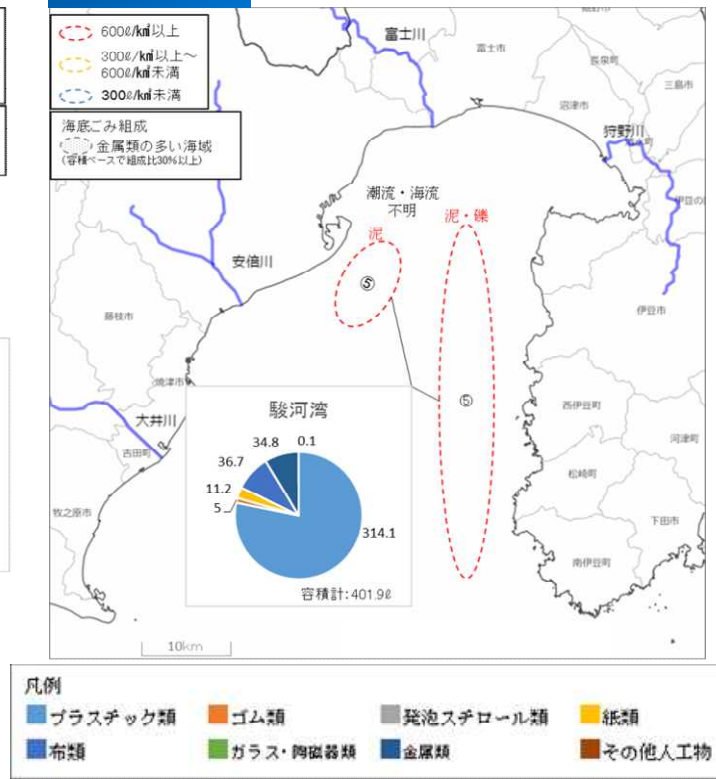 600ℓ/㎢以上
300ℓ/㎢以上～
600ℓ/㎢未満
300ℓ/㎢未満
海底ごみ組成
金属類の多い海域
(容積ベースで組成比30%以上)
富士川
富士市
長泉町
三島市
沼津市
狩野川
潮流・海流
不明
泥・礫
泥
⑤
安倍川
伊豆市
藤枝市
焼津市
⑤
西伊豆町
大井川
河津町
吉田町
松崎町
牧之原市
下田市
南伊豆町
駿河湾
34.8
0.1
36.7
11.2
5
314.1
容積計:401.9ℓ
10km
凡例
プラスチック類 ゴム類 発泡スチロール類 紙類
布類 ガラス・陶磁器類 金属類 その他人工物